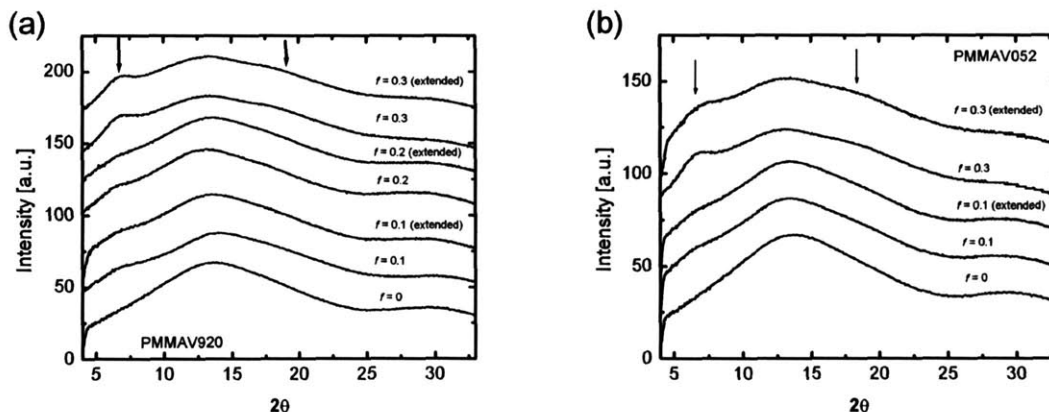 (a)
200
150
100
50
0
Intensity [a.u.]
f = 0.3 (extended)
f = 0.3
f = 0.2 (extended)
f = 0.2
f = 0.1 (extended)
f = 0.1
f = 0
PMMAV920
5 10 15 20 25 30
2θ
(b)
150
100
50
0
Intensity [a.u.]
PMMAV052
f = 0.3 (extended)
f = 0.3
f = 0.1 (extended)
f = 0.1
f = 0
5 10 15 20 25 30
2θ